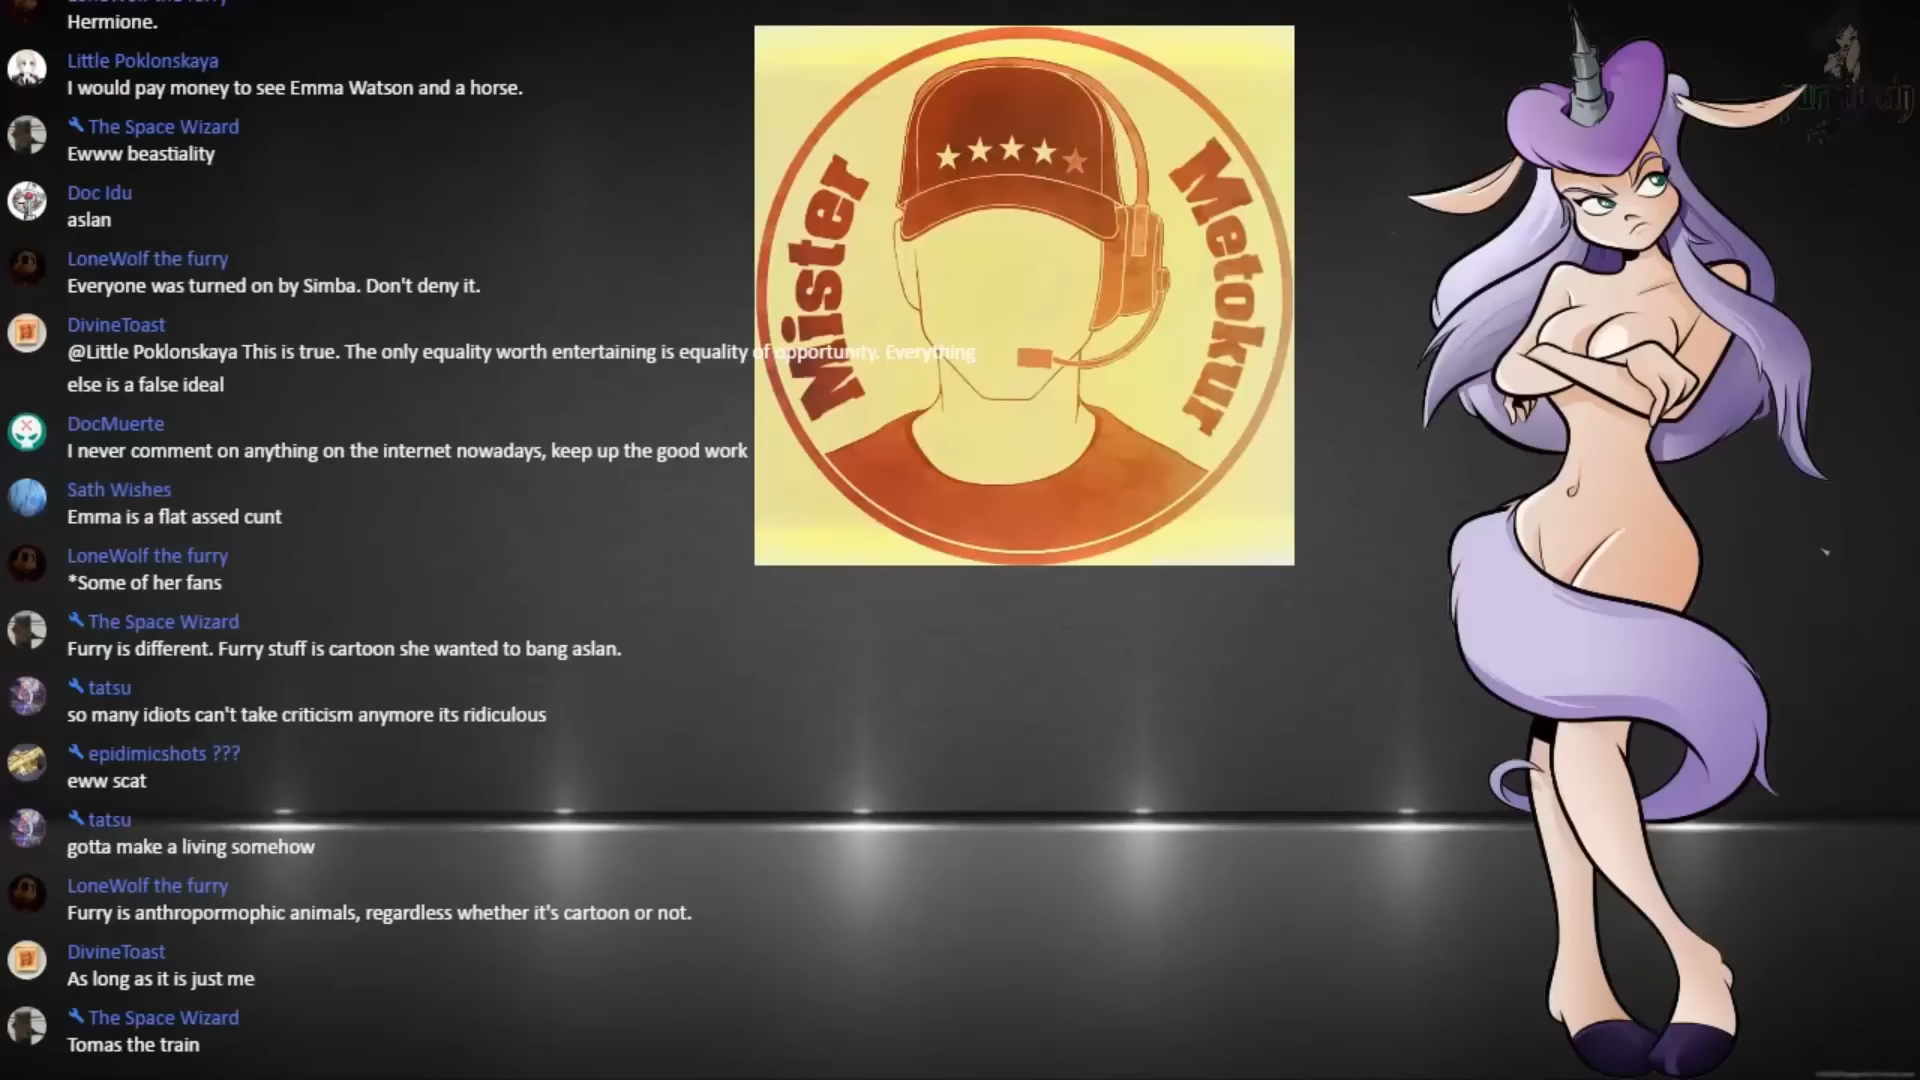 Hermione.
Little Poklonskaya
I would pay money to see Emma Watson and a horse.
The Space Wizard
Ewww beastiality
Doc Idu
aslan
LoneWolf the furry
Everyone was turned on by Simba. Don't deny it.
DivineToast
@Little Poklonskaya This is true. The only equality worth entertaining is equality of opportunity. Everything
else is a false ideal
DocMuerte
I never comment on anything on the internet nowadays, keep up the good work
Sath Wishes
Emma is a flat assed cunt
LoneWolf the furry
*Some of her fans
The Space Wizard
Furry is different. Furry stuff is cartoon she wanted to bang aslan.
tatsu
so many idiots can't take criticism anymore its ridiculous
epidimicshots ???
eww scat
tatsu
gotta make a living somehow
LoneWolf the furry
Furry is anthropormophic animals, regardless whether it's cartoon or not.
DivineToast
As long as it is just me
The Space Wizard
Tomas the train
Mister
Metokur